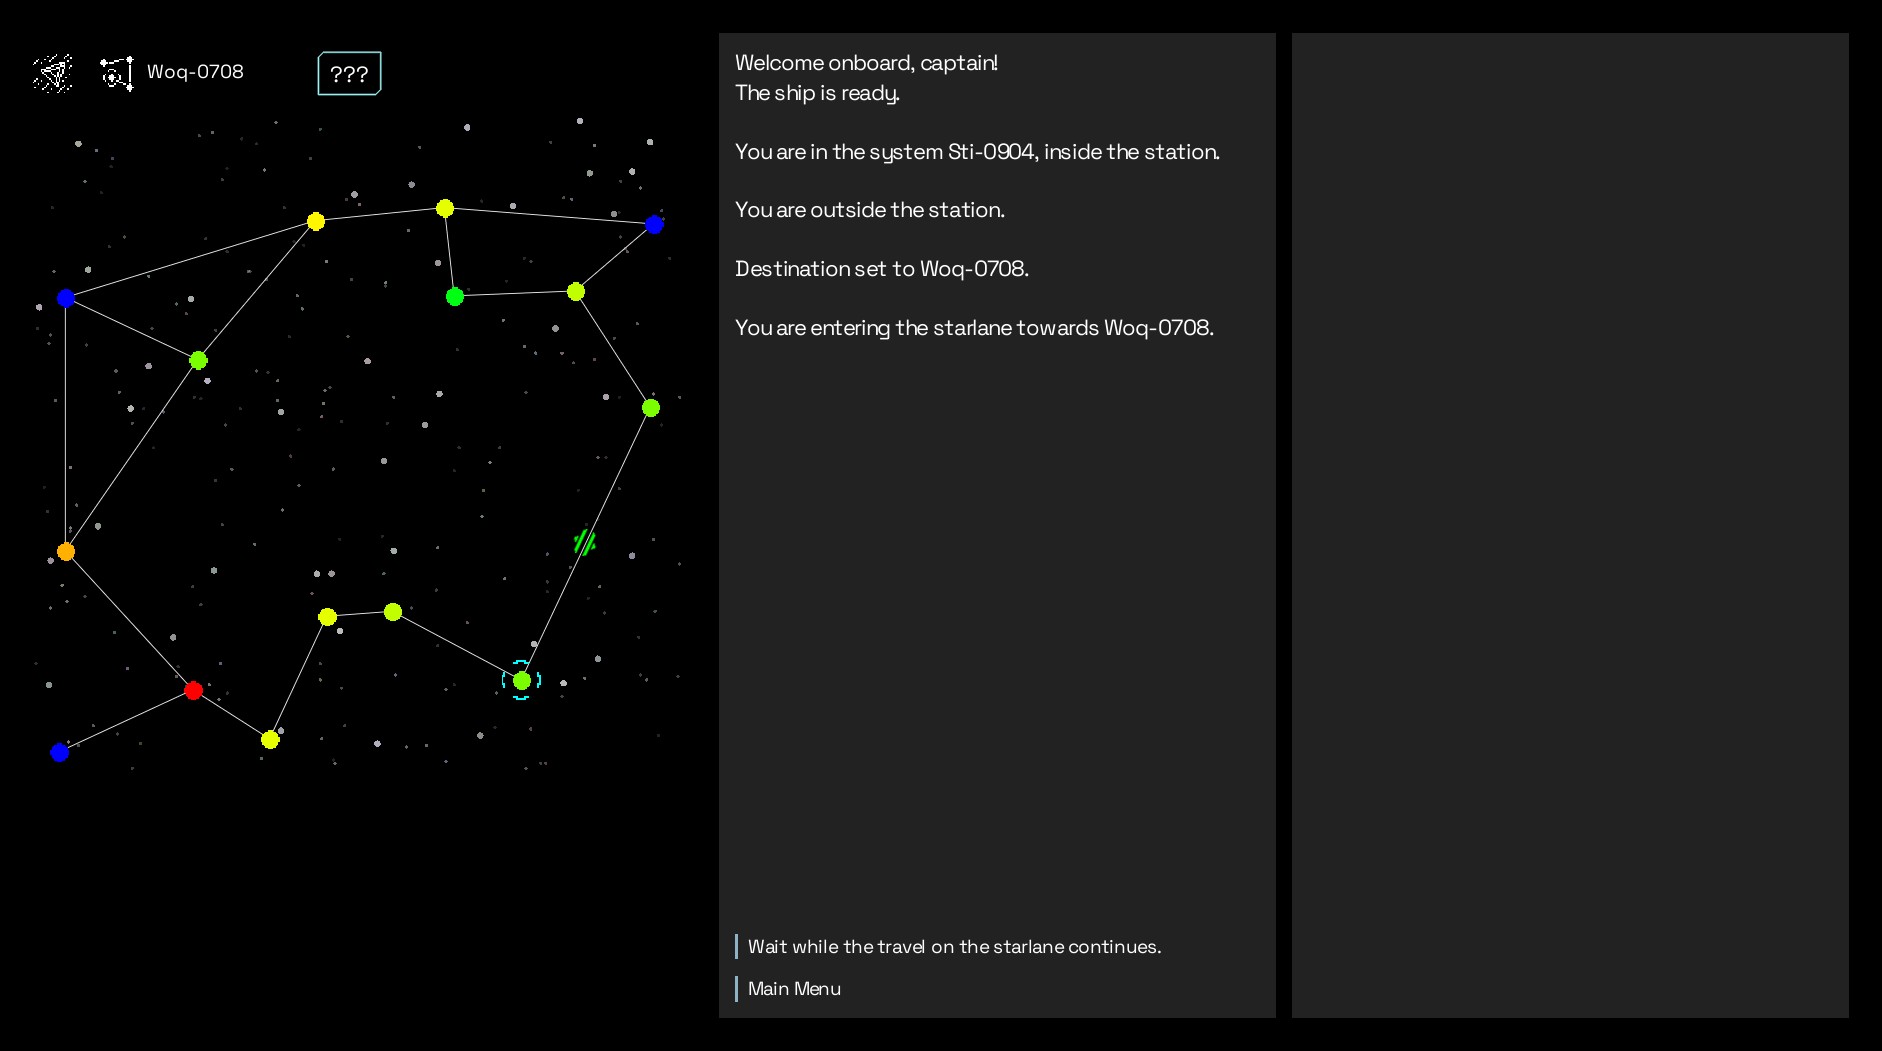 Woq-0708
???
Welcome onboard, captain!
The ship is ready.
You are in the system Sti-0904, inside the station.
You are outside the station.
Destination set to Woq-0708.
You are entering the starlane towards Woq-0708.
Wait while the travel on the starlane continues.
Main Menu